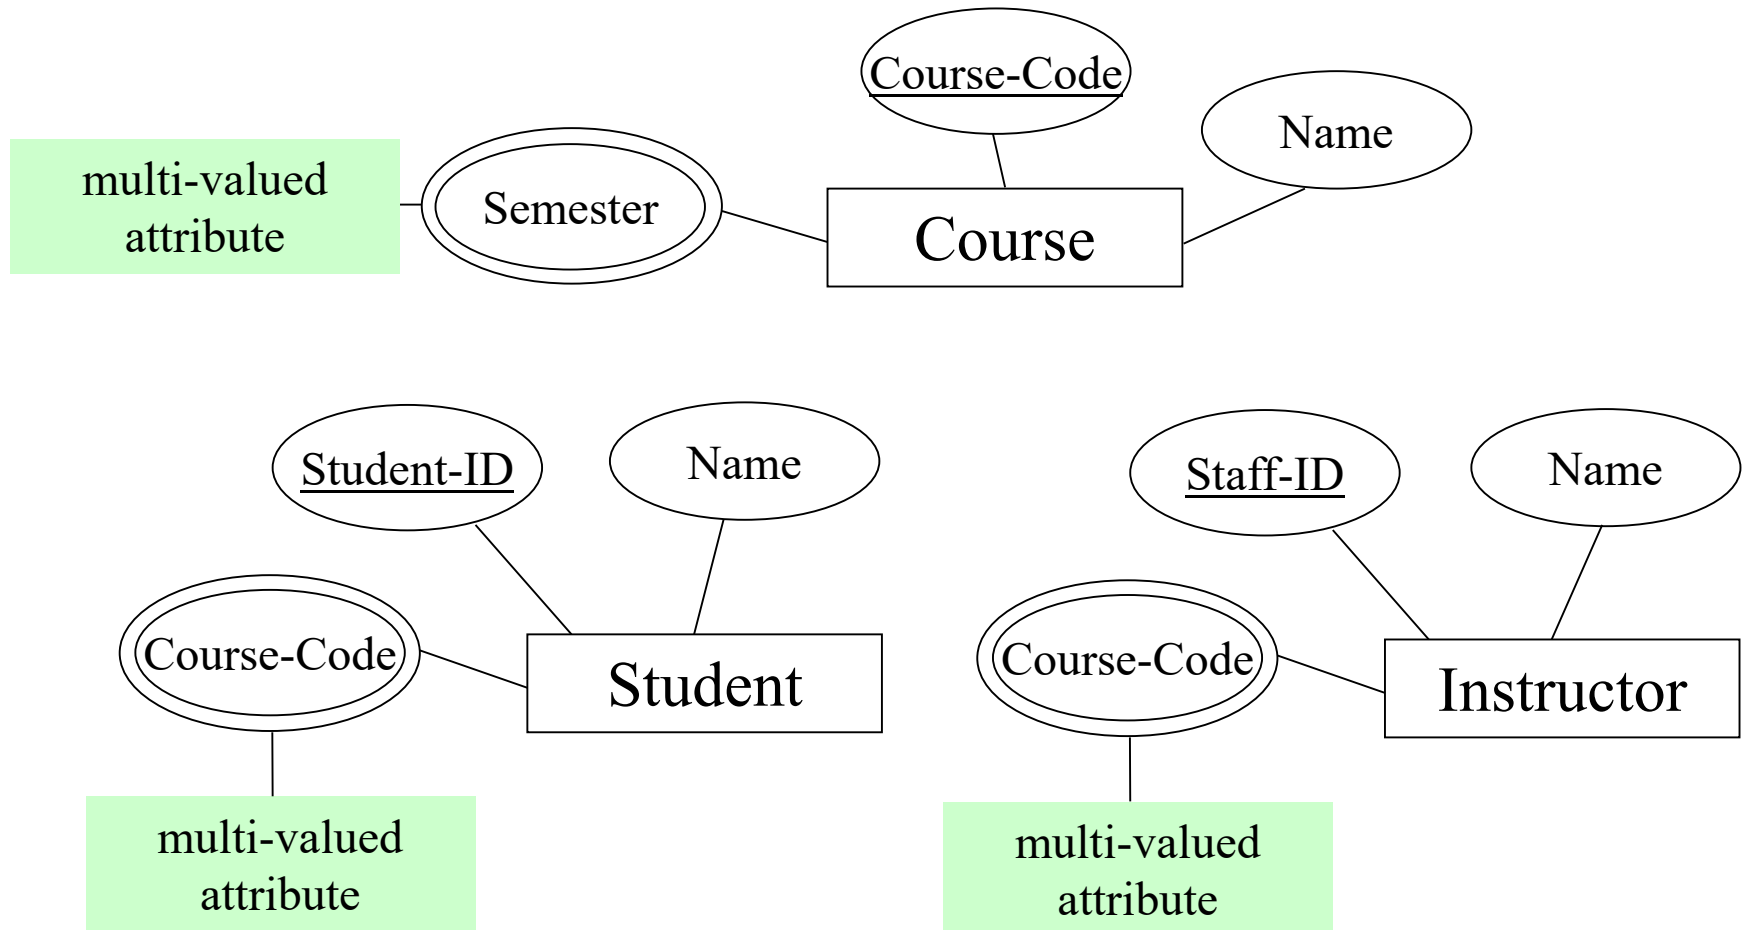 Course-Code
Name
multi-valued
attribute
Semester
Course
Student-ID
Name
Course-Code
Student
multi-valued
attribute
Staff-ID
Name
Course-Code
Instructor
multi-valued
attribute